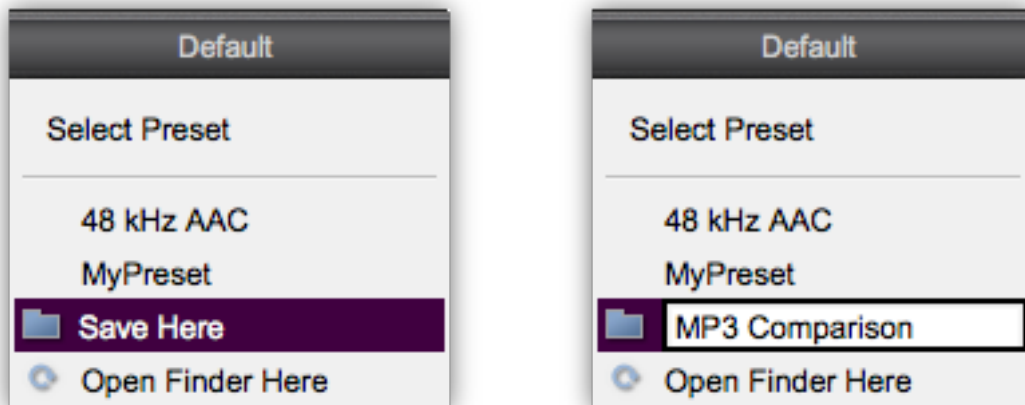 Default
Select Preset
48 kHz AAC
MyPreset
Save Here
Open Finder Here
Default
Select Preset
48 kHz AAC
MyPreset
MP3 Comparison
Open Finder Here